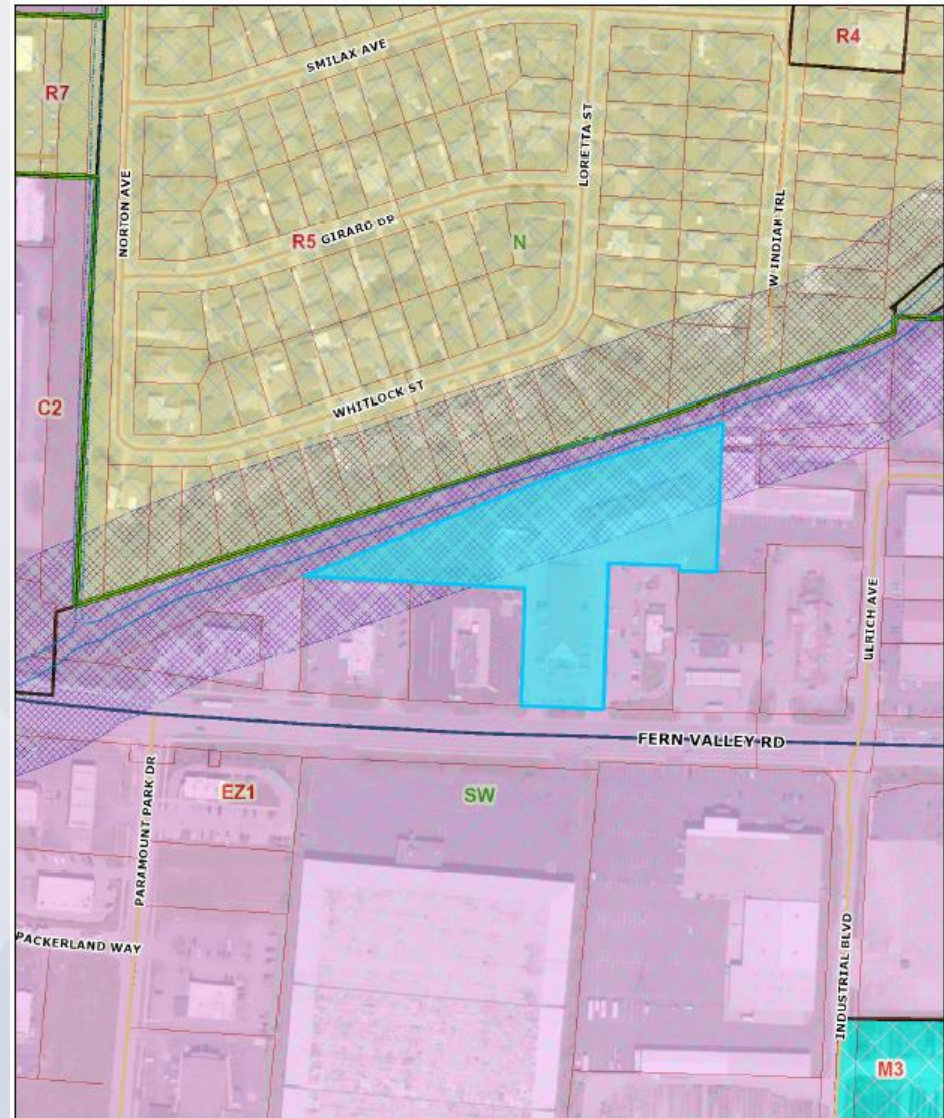 R4
SMILAX AVE
R7
LORETTA ST
NORTON AVE
W INDIAN TRL
R5
GIRARD DR
N
C2
WHITLOCK ST
ULRICH AVE
FERN VALLEY RD
EZ1
SW
PARAMOUNT PARK DR
PACKERLAND WAY
INDUSTRIAL BLVD
M3